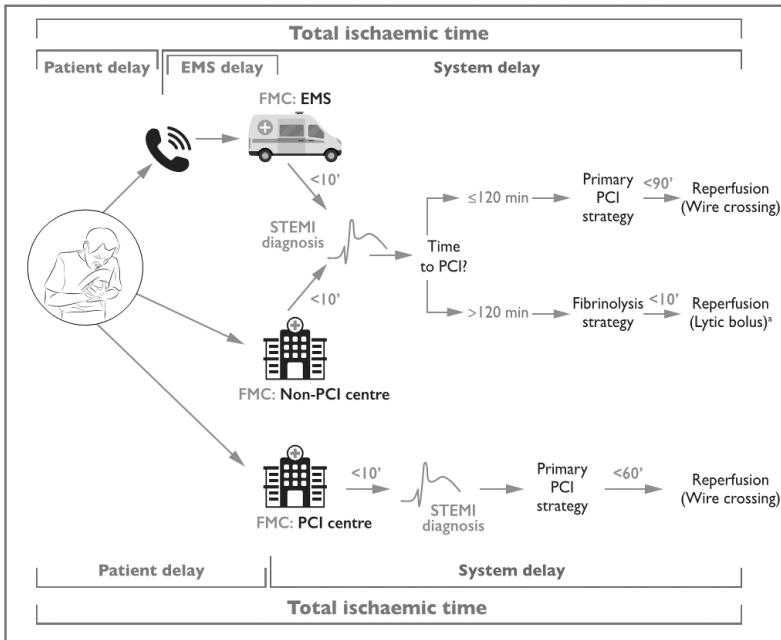 Total ischaemic time
Patient delay
EMS delay
System delay
FMC: EMS
<10’
STEMI
diagnosis
<10’
Time
to PCI?
≤120 min
Primary
PCI
strategy
<90’
Reperfusion
(Wire crossing)
>120 min
Fibrinolysis
strategy
<10’
Reperfusion
(Lytic bolus)ᵃ
FMC: Non-PCI centre
FMC: PCI centre
<10’
STEMI
diagnosis
Primary
PCI
strategy
<60’
Reperfusion
(Wire crossing)
Patient delay
System delay
Total ischaemic time